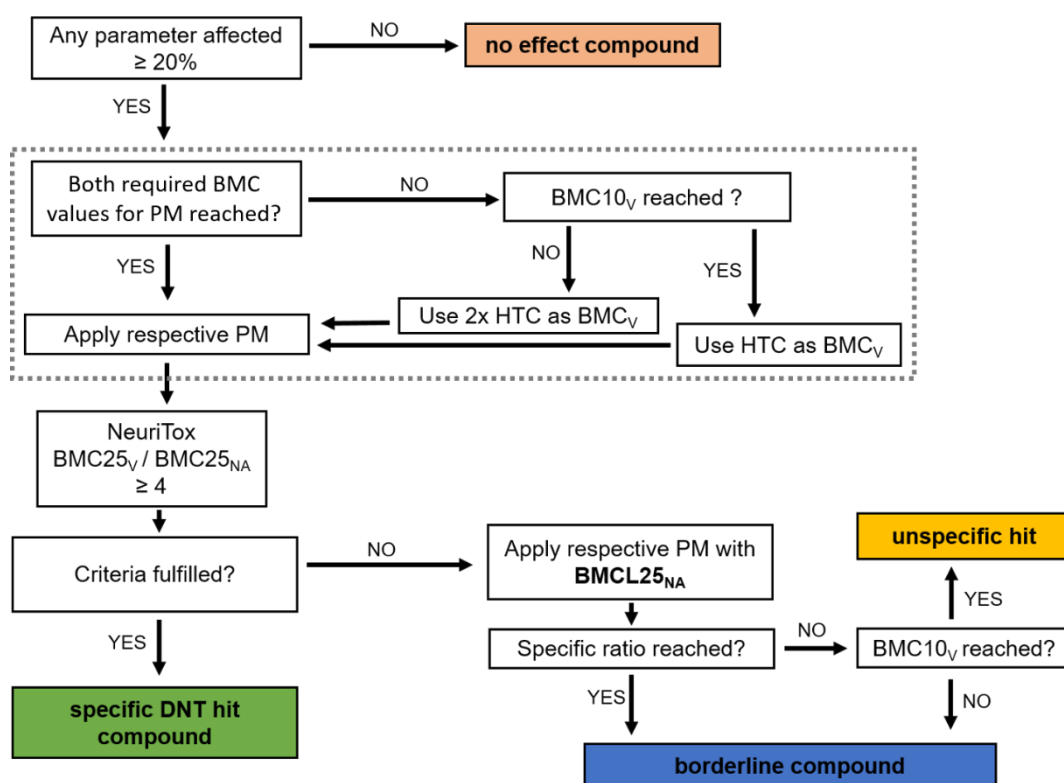 Any parameter affected
≥ 20%
NO
no effect compound
YES
Both required BMC
values for PM reached?
NO
BMC10V reached ?
YES
NO
YES
Use 2x HTC as BMCV
Apply respective PM
Use HTC as BMCV
NeuriTox
BMC25V / BMC25NA
≥ 4
Criteria fulfilled?
NO
Apply respective PM with
BMCL25NA
unspecific hit
YES
Specific ratio reached?
NO
BMC10V reached?
YES
specific DNT hit
compound
YES
NO
borderline compound